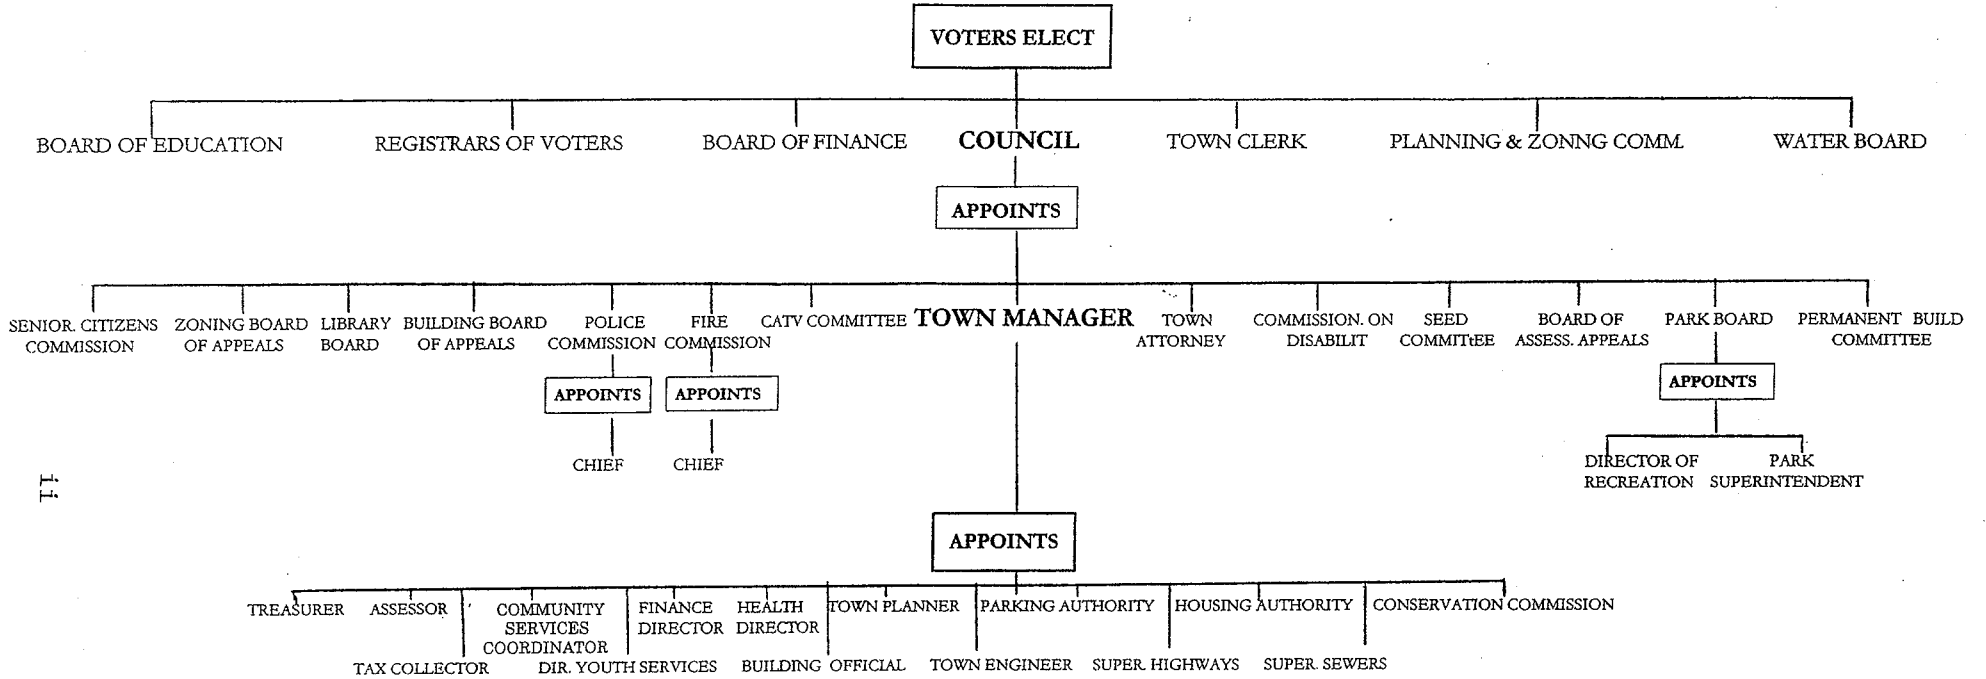 VOTERS ELECT
BOARD OF EDUCATION
REGISTRARS OF VOTERS
BOARD OF FINANCE
COUNCIL
TOWN CLERK
PLANNING & ZONNG COMM.
WATER BOARD
APPOINTS
SENIOR. CITIZENS
COMMISSION
ZONING BOARD
OF APPEALS
LIBRARY
BOARD
BUILDING BOARD
OF APPEALS
POLICE
COMMISSION
FIRE
COMMISSION
CATV COMMITTEE
TOWN MANAGER
TOWN
ATTORNEY
COMMISSION. ON
DISABILIT
SEED
COMMITtEE
BOARD OF
ASSESS. APPEALS
PARK BOARD
PERMANENT BUILD
COMMITTEE
APPOINTS
APPOINTS
APPOINTS
CHIEF
CHIEF
DIRECTOR OF
RECREATION
PARK
SUPERINTENDENT
ii
APPOINTS
TREASURER
ASSESSOR
COMMUNITY
SERVICES
COORDINATOR
FINANCE
DIRECTOR
HEALTH
DIRECTOR
TOWN PLANNER
PARKING AUTHORITY
HOUSING AUTHORITY
CONSERVATION COMMISSION
TAX COLLECTOR
DIR. YOUTH SERVICES
BUILDING OFFICIAL
TOWN ENGINEER
SUPER. HIGHWAYS
SUPER. SEWERS